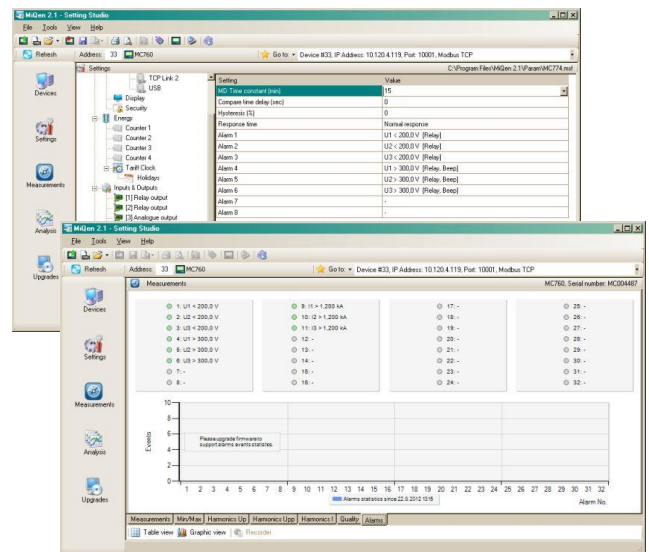 MiQen 2.1 - Setting Studio
File Tools View Help
Refresh Address: 33 MC760 Go to: Device #33, IP Address: 10.120.4.119, Port: 10001, Modbus TCP
Settings C:\Program Files\MiQen 2.1\Param\MC774.msf
Devices
Settings
Measurements
Analysis
Upgrades
TCP Link 2
USB
Display
Security
Energy
Counter 1
Counter 2
Counter 3
Counter 4
Tariff Clock
Holidays
Inputs & Outputs
[1] Relay output
[2] Relay output
[3] Analogue output
Setting Value
MD Time constant (min) 15
Compare time delay (sec) 0
Hysteresis (%) 0
Response time Normal response
Alarm 1 U1 < 200,0 V [Relay]
Alarm 2 U2 < 200,0 V [Relay]
Alarm 3 U3 < 200,0 V [Relay]
Alarm 4 U1 > 300,0 V [Relay, Beep]
Alarm 5 U2 > 300,0 V [Relay, Beep]
Alarm 6 U3 > 300,0 V [Relay, Beep]
Alarm 7 -
Alarm 8 -
MiQen 2.1 - Setting Studio
File Tools View Help
Refresh Address: 33 MC760 Go to: Device #33, IP Address: 10.120.4.119, Port: 10001, Modbus TCP
Measurements MC760, Serial number: MC004487
Devices
Settings
Measurements
Analysis
Upgrades
1: U1 < 200,0 V 9: I1 > 1,200 kA 17: - 25: -
2: U2 < 200,0 V 10: I2 > 1,200 kA 18: - 26: -
3: U3 < 200,0 V 11: I3 > 1,200 kA 19: - 27: -
4: U1 > 300,0 V 12: - 20: - 28: -
5: U2 > 300,0 V 13: - 21: - 29: -
6: U3 > 300,0 V 14: - 22: - 30: -
7: - 15: - 23: - 31: -
8: - 16: - 24: - 32: -
Events
10
8
6
4
2
0
Please upgrade firmware to
support alarms events statistics.
1 2 3 4 5 6 7 8 9 10 11 12 13 14 15 16 17 18 19 20 21 22 23 24 25 26 27 28 29 30 31 32
Alarms statistics since 22.8.2012 13:15
Alarm No.
Measurements Min/Max Harmonics Up Harmonics Upp Harmonics I Quality Alarms
Table view Graphic view Recorder